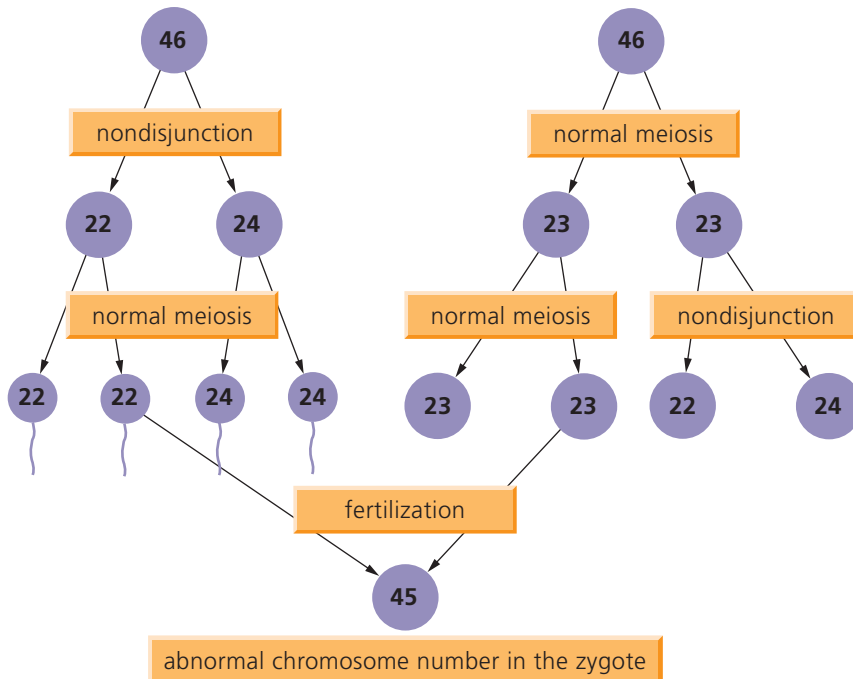 46 46
nondisjunction normal meiosis
22 24 23 23
normal meiosis normal meiosis nondisjunction
22 22 24 24 23 23 22 24
fertilization
45
abnormal chromosome number in the zygote